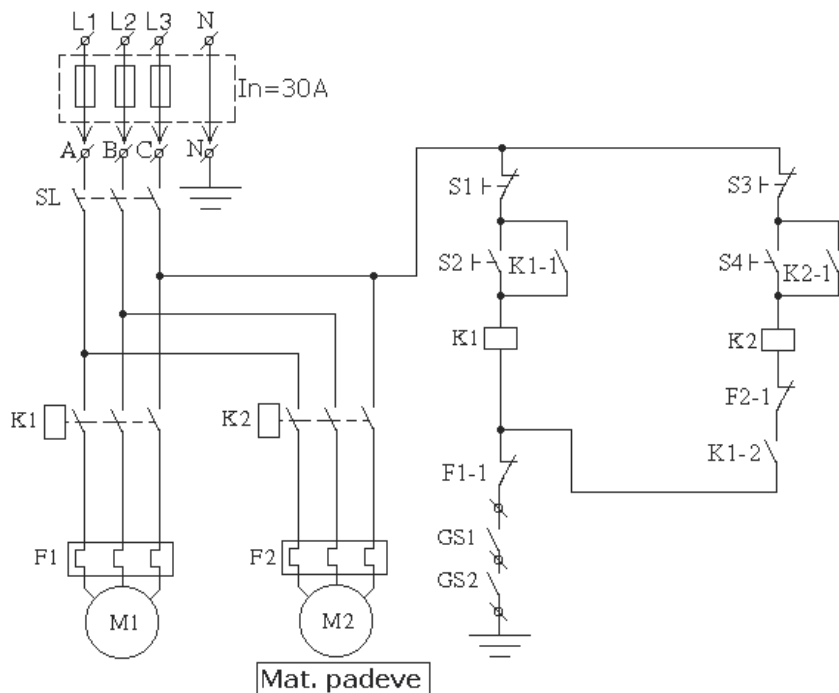 L1 L2 L3 N
In=30A
A B C N
SL
S1 S3
S2 K1-1 S4 K2-1
K1 K2
F2-1
K1 K2 K1-2
F1-1
GS1
F1 F2
GS2
M1 M2
Mat. padeve